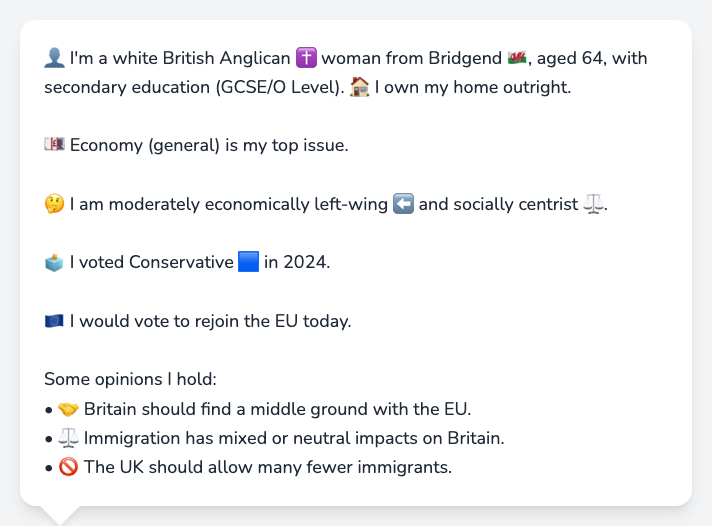 👤 I'm a white British Anglican ✝️ woman from Bridgend 🏴󠁧󠁢󠁷󠁬󠁳󠁿, aged 64, with
secondary education (GCSE/O Level). 🏠 I own my home outright.
💷 Economy (general) is my top issue.
🤔 I am moderately economically left-wing ⬅️ and socially centrist ⚖️.
🗳️ I voted Conservative 🟦 in 2024.
🇪🇺 I would vote to rejoin the EU today.
Some opinions I hold:
• 🤝 Britain should find a middle ground with the EU.
• ⚖️ Immigration has mixed or neutral impacts on Britain.
• 🚫 The UK should allow many fewer immigrants.